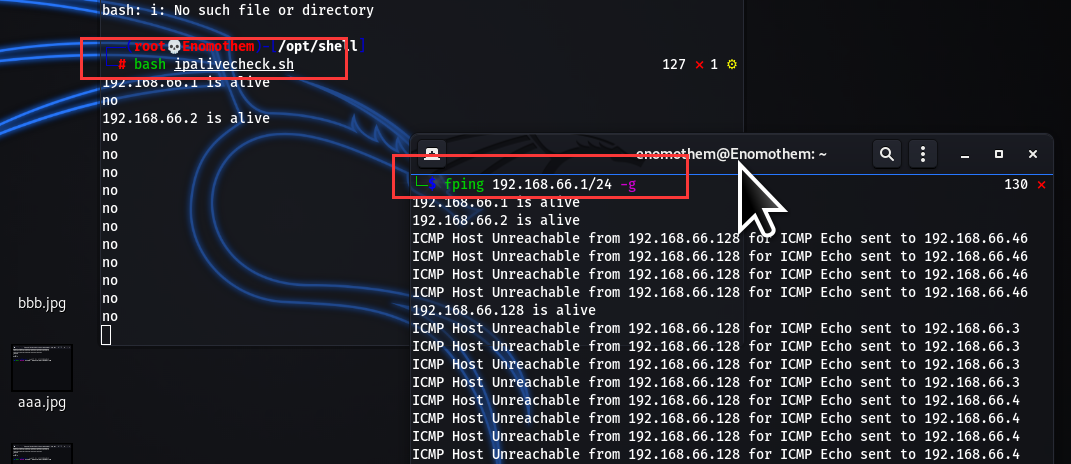 bash: i: No such file or directory
(root💀Enomothem)-[/opt/shell]
# bash ipalivecheck.sh 127 ⨯ 1 ⚙
192.168.66.1 is alive
no
192.168.66.2 is alive
no
no
no
no
no
no
no
no
no
no
no
enomothem@Enomothem: ~
└─$ fping 192.168.66.1/24 -g 130 ⨯
192.168.66.1 is alive
192.168.66.2 is alive
ICMP Host Unreachable from 192.168.66.128 for ICMP Echo sent to 192.168.66.46
ICMP Host Unreachable from 192.168.66.128 for ICMP Echo sent to 192.168.66.46
ICMP Host Unreachable from 192.168.66.128 for ICMP Echo sent to 192.168.66.46
ICMP Host Unreachable from 192.168.66.128 for ICMP Echo sent to 192.168.66.46
192.168.66.128 is alive
ICMP Host Unreachable from 192.168.66.128 for ICMP Echo sent to 192.168.66.3
ICMP Host Unreachable from 192.168.66.128 for ICMP Echo sent to 192.168.66.3
ICMP Host Unreachable from 192.168.66.128 for ICMP Echo sent to 192.168.66.3
ICMP Host Unreachable from 192.168.66.128 for ICMP Echo sent to 192.168.66.3
ICMP Host Unreachable from 192.168.66.128 for ICMP Echo sent to 192.168.66.4
ICMP Host Unreachable from 192.168.66.128 for ICMP Echo sent to 192.168.66.4
ICMP Host Unreachable from 192.168.66.128 for ICMP Echo sent to 192.168.66.4
ICMP Host Unreachable from 192.168.66.128 for ICMP Echo sent to 192.168.66.4
bbb.jpg
aaa.jpg